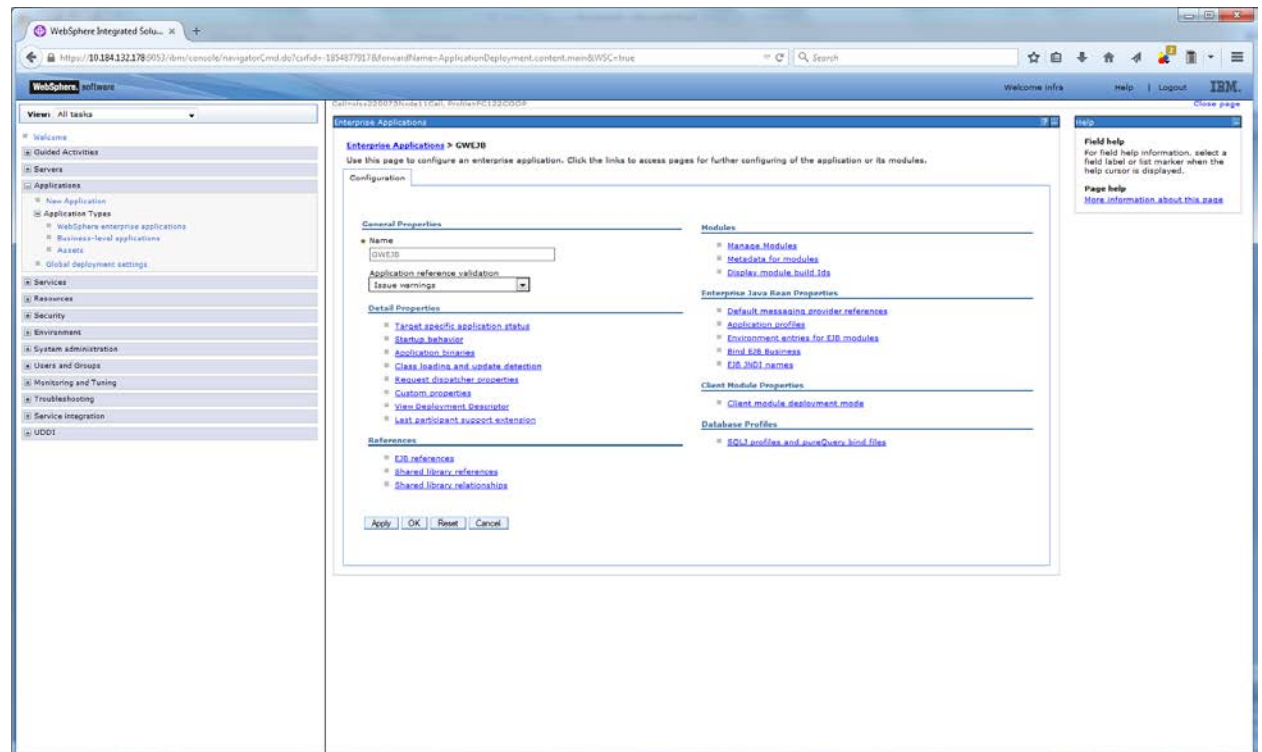 WebSphere Integrated Solu...
https://10.184.132.178:9053/ibm/console/navigatorCmd.do?csrfid=-1854877917&forwardName=ApplicationDeployment.content.main&WSC=true
Search
2
WebSphere. software
Welcome infra
Help | Logout
IBM.
View: All tasks
Welcome
Guided Activities
Servers
Applications
New Application
Application Types
WebSphere enterprise applications
Business-level applications
Assets
Global deployment settings
Services
Resources
Security
Environment
System administration
Users and Groups
Monitoring and Tuning
Troubleshooting
Service integration
UDDI
Close page
Enterprise Applications
Enterprise Applications > GWEJB
Use this page to configure an enterprise application. Click the links to access pages for further configuring of the application or its modules.
Configuration
General Properties
Name
GWEJB
Application reference validation
Issue warnings
Detail Properties
Target specific application status
Startup behavior
Application binaries
Class loading and update detection
Request dispatcher properties
Custom properties
View Deployment Descriptor
Last participant support extension
References
EJB references
Shared library references
Shared library relationships
Apply OK Reset Cancel
Modules
Manage Modules
Metadata for modules
Display module build Ids
Enterprise Java Bean Properties
Default messaging provider references
Application profiles
Environment entries for EJB modules
Bind EJB Business
EJB JNDI names
Client Module Properties
Client module deployment mode
Database Profiles
SQLJ profiles and pureQuery bind files
Help
Field help
For field help information, select a
field label or list marker when the
help cursor is displayed.
Page help
More information about this page